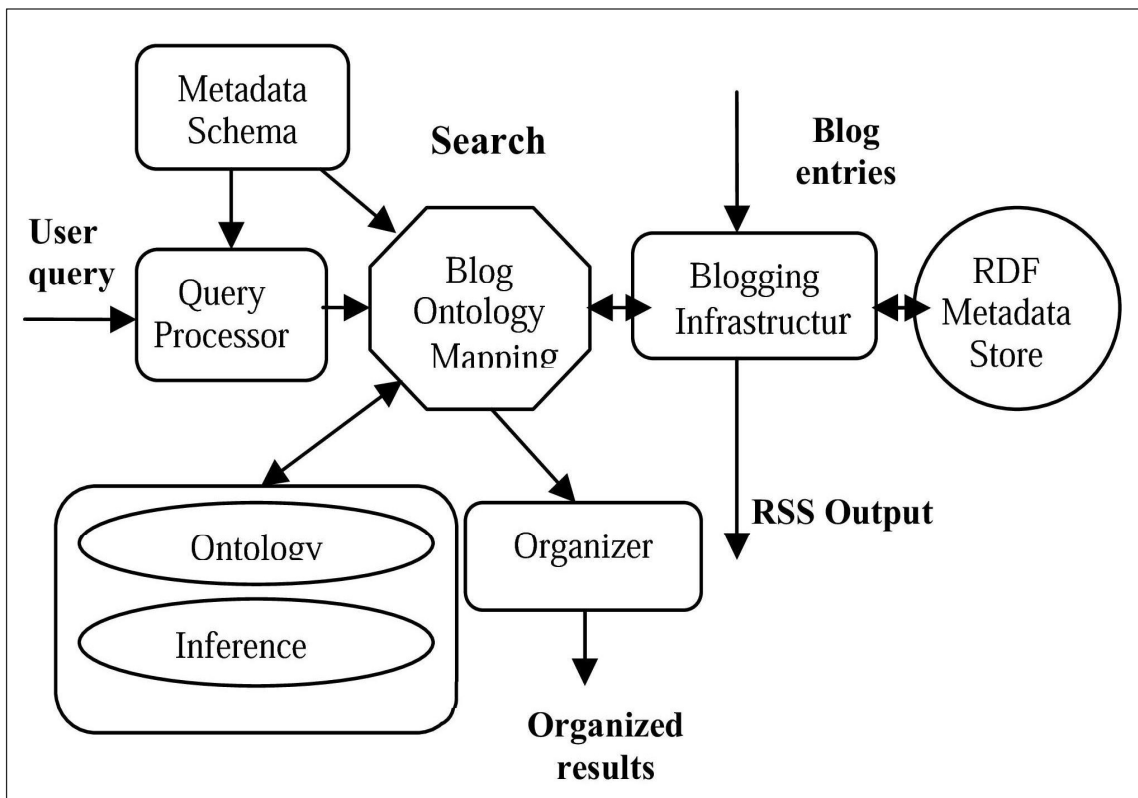 Metadata
Schema
Search
Blog
entries
User
query
Query
Processor
Blog
Ontology
Mapping
Blogging
Infrastructur
RDF
Metadata
Store
Ontology
Inference
Organizer
RSS Output
Organized
results